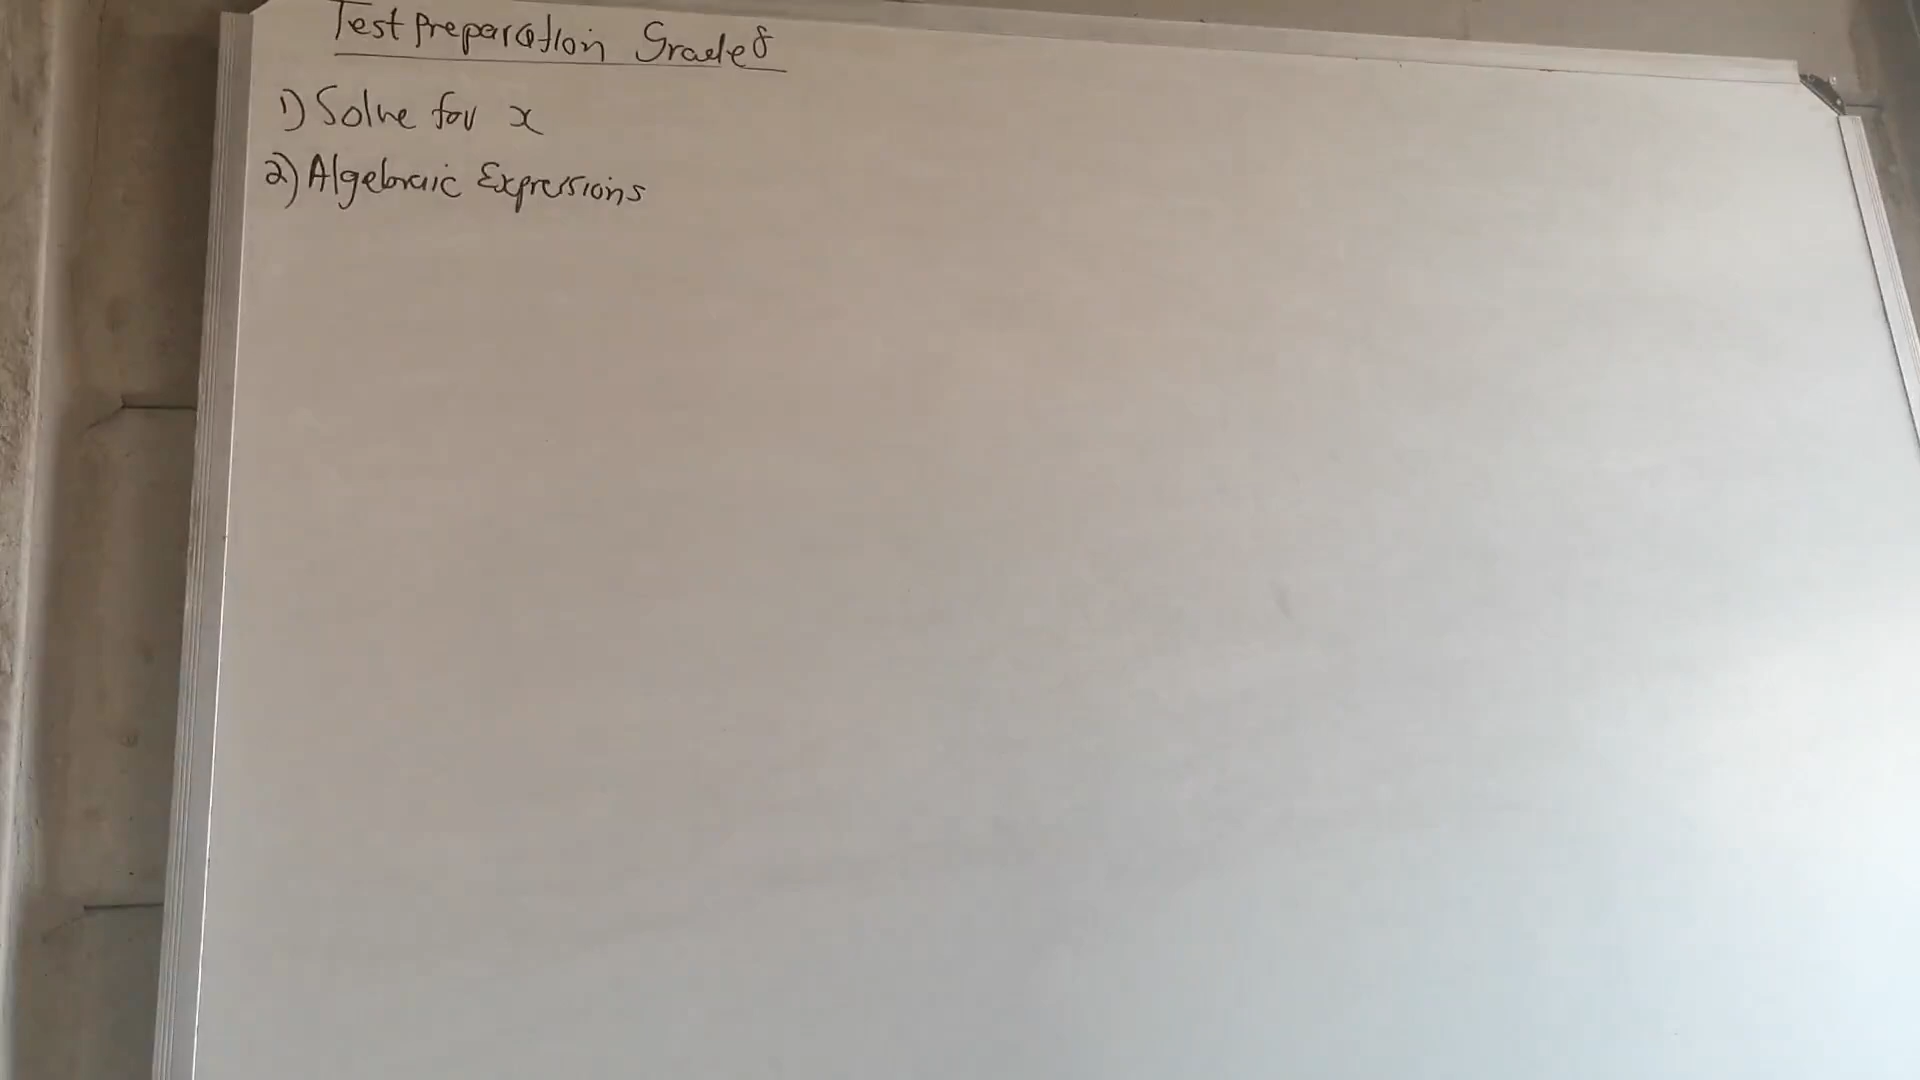 Test preparation Grade 8
1) Solve for x
2) Algebraic Expressions